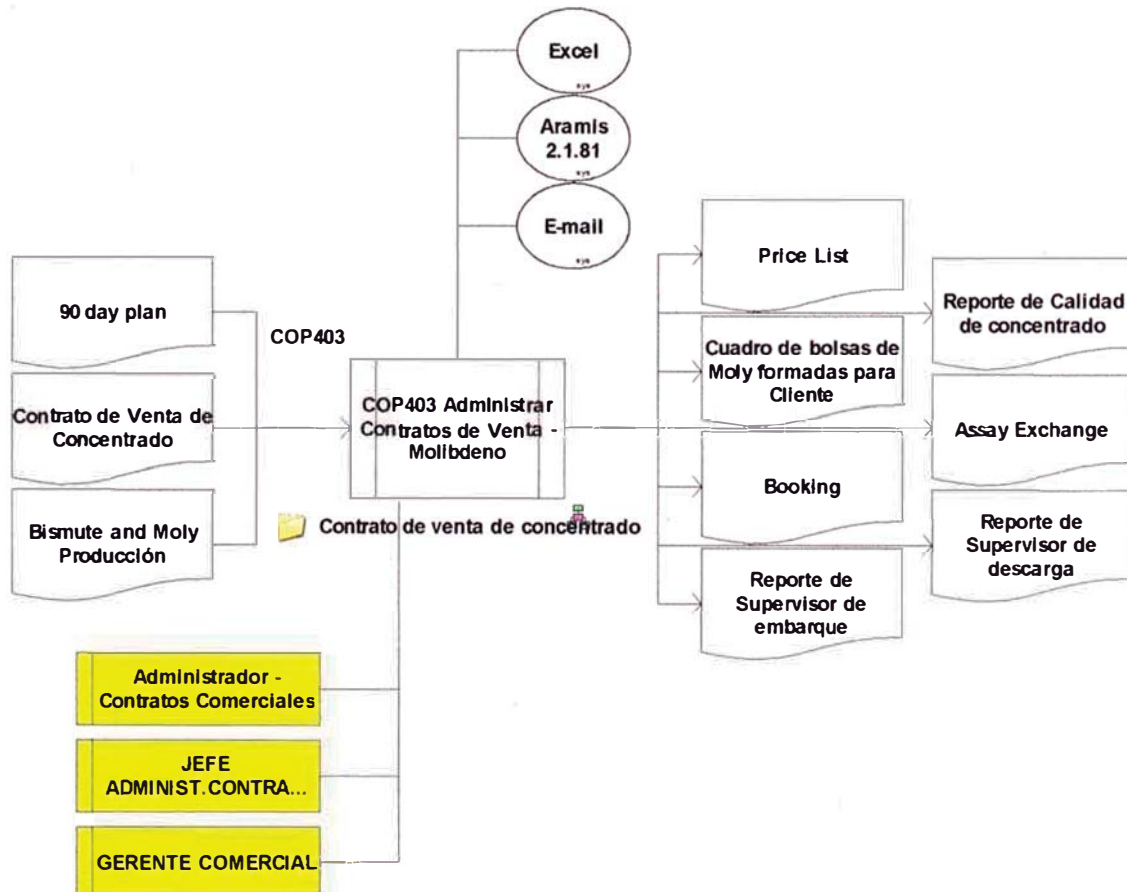 Excel
sys
Aramis
2.1.81
sys
E-mail
sys
90 day plan
Contrato de Venta de
Concentrado
Bismute and Moly
Producción
COP403
COP403 Administrar
Contratos de Venta -
Molibdeno
Contrato de venta de concentrado
Price List
Cuadro de bolsas de
Moly formadas para
Cliente
Booking
Reporte de
Supervisor de
embarque
Reporte de Calidad
de concentrado
Assay Exchange
Reporte de
Supervisor de
descarga
Administrador -
Contratos Comerciales
JEFE
ADMINIST.CONTRA...
GERENTE COMERCIAL